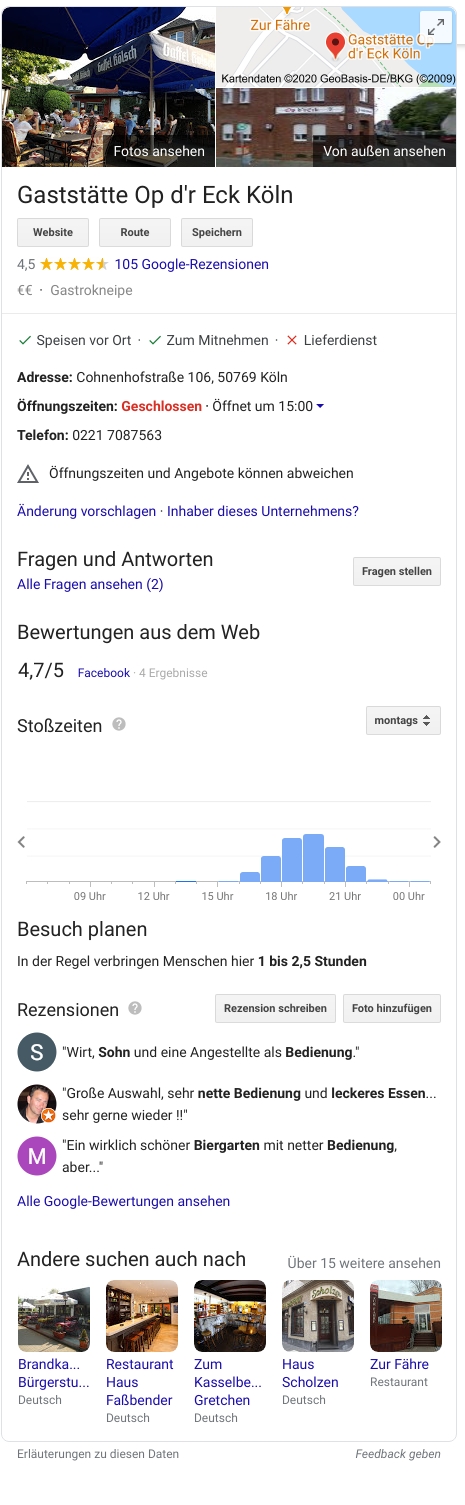 Zur Fähre
Gaststätte Op
d'r Eck Köln
Kartendaten ©2020 GeoBasis-DE/BKG (©2009)
Gaffel Kölsch
Gaffel Kölsch
Fotos ansehen
Von außen ansehen
Gaststätte Op d'r Eck Köln
Website Route Speichern
4,5 105 Google-Rezensionen
€€ · Gastrokneipe
Speisen vor Ort · Zum Mitnehmen · Lieferdienst
Adresse: Cohnenhofstraße 106, 50769 Köln
Öffnungszeiten: Geschlossen · Öffnet um 15:00
Telefon: 0221 7087563
Öffnungszeiten und Angebote können abweichen
Änderung vorschlagen · Inhaber dieses Unternehmens?
Fragen und Antworten
Fragen stellen
Alle Fragen ansehen (2)
Bewertungen aus dem Web
4,7/5 Facebook · 4 Ergebnisse
Stoßzeiten ? montags
09 Uhr 12 Uhr 15 Uhr 18 Uhr 21 Uhr 00 Uhr
Besuch planen
In der Regel verbringen Menschen hier 1 bis 2,5 Stunden
Rezensionen ? Rezension schreiben Foto hinzufügen
S "Wirt, Sohn und eine Angestellte als Bedienung."
"Große Auswahl, sehr nette Bedienung und leckeres Essen...
sehr gerne wieder !!"
M "Ein wirklich schöner Biergarten mit netter Bedienung,
aber..."
Alle Google-Bewertungen ansehen
Andere suchen auch nach Über 15 weitere ansehen
Scholzen
Brandka...
Bürgerstu...
Deutsch
Restaurant
Haus
Faßbender
Deutsch
Zum
Kasselbe...
Gretchen
Deutsch
Haus
Scholzen
Deutsch
Zur Fähre
Restaurant
Erläuterungen zu diesen Daten Feedback geben